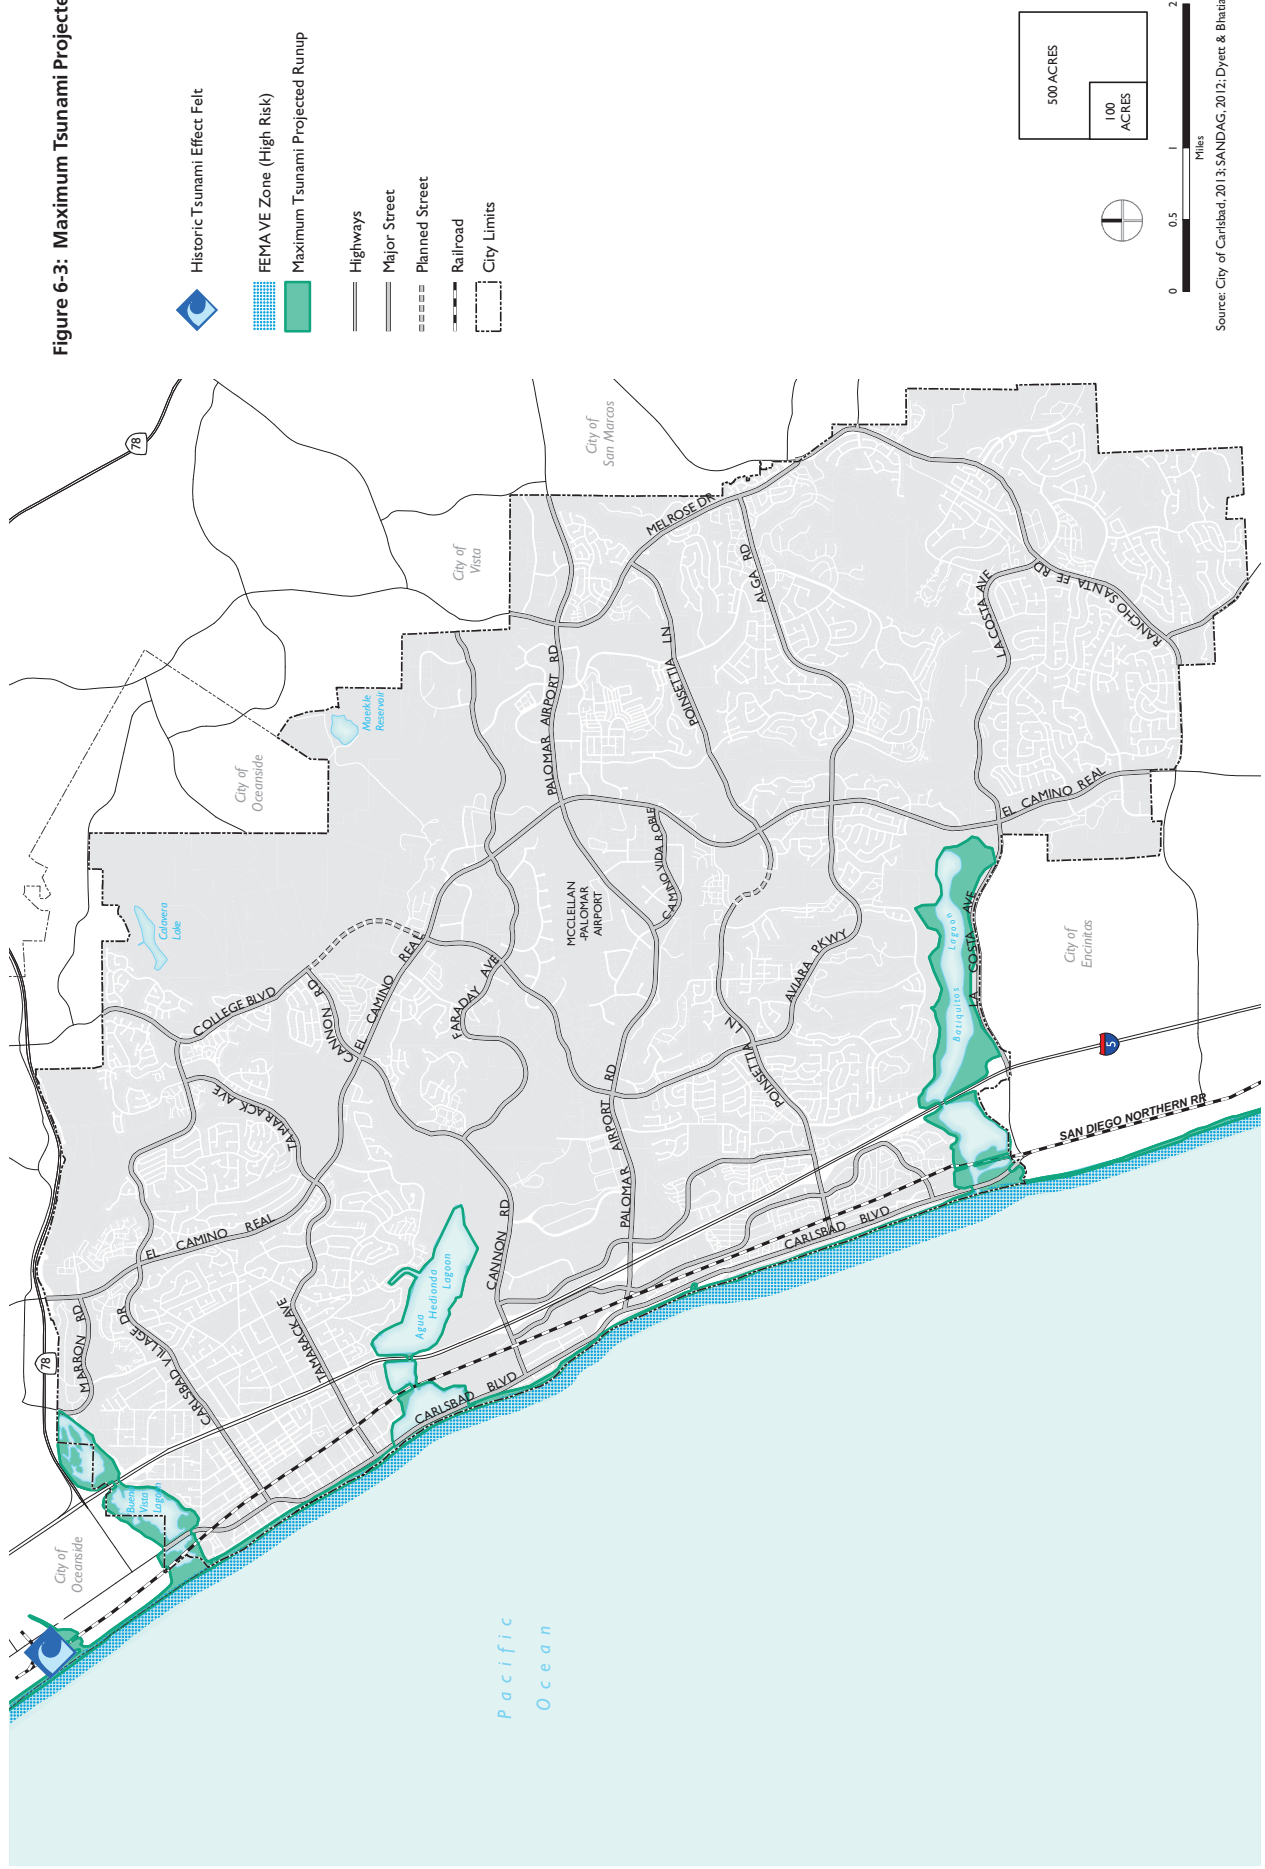 Figure 6-3: Maximum Tsunami Projecte
Historic Tsunami Effect Felt
FEMA VE Zone (High Risk)
Maximum Tsunami Projected Runup
Highways
Major Street
Planned Street
Railroad
City Limits
500 ACRES
100
ACRES
0
0.5
1
2
Miles
Source: City of Carlsbad, 2013; SANDAG, 2012; Dyett & Bhatia
78
City of
San Marcos
City of
Vista
City of
Oceanside
Maerkle
Reservoir
Calavera
Lake
MELROSE DR
ALGA RD
PALOMAR AIRPORT RD
POINSETTIA LN
LA COSTA AVE
RANCHO SANTA FE RD
EL CAMINO REAL
CAMINO VIDA ROBLE
MCCLELLAN
-PALOMAR
AIRPORT
COLLEGE BLVD
CANNON RD
EL CAMINO REAL
FARADAY AVE
AVIARA PKWY
POINSETTIA LN
Batiquitos Lagoon
LA COSTA AVE
City of
Encinitas
5
SAN DIEGO NORTHERN RR
TAMARACK AVE
PALOMAR AIRPORT RD
EL CAMINO REAL
CANNON RD
CARLSBAD BLVD
Agua
Hedionda
Lagoon
78
MARRON RD
CARLSBAD VILLAGE DR
TAMARACK AVE
CARLSBAD BLVD
Buena
Vista
Lagoon
City of
Oceanside
Pacific
Ocean